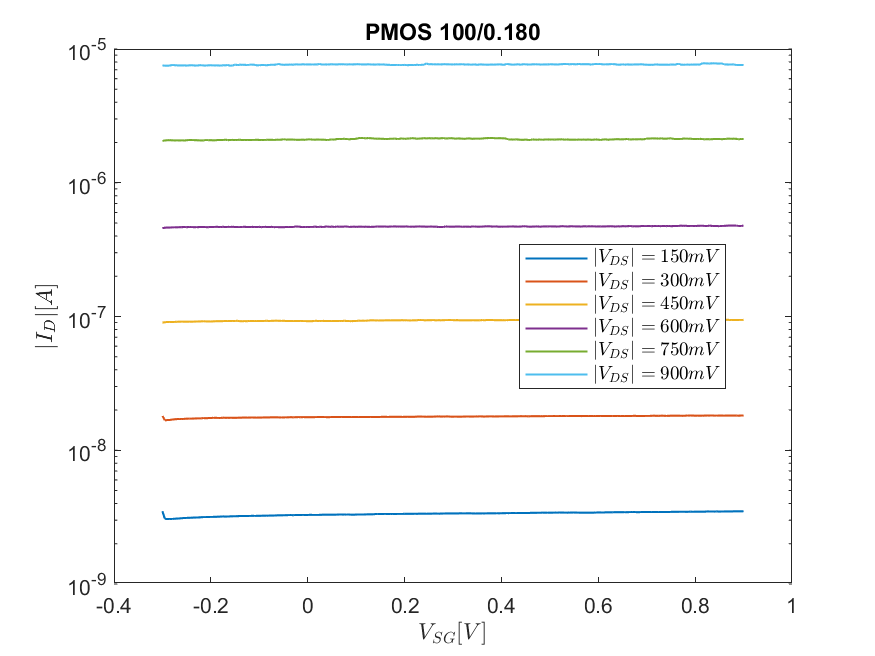 PMOS 100/0.180
10^-5
10^-6
10^-7
10^-8
10^-9
|I_D|[A]
|V_DS| = 150mV
|V_DS| = 300mV
|V_DS| = 450mV
|V_DS| = 600mV
|V_DS| = 750mV
|V_DS| = 900mV
-0.4 -0.2 0 0.2 0.4 0.6 0.8 1
V_SG[V]